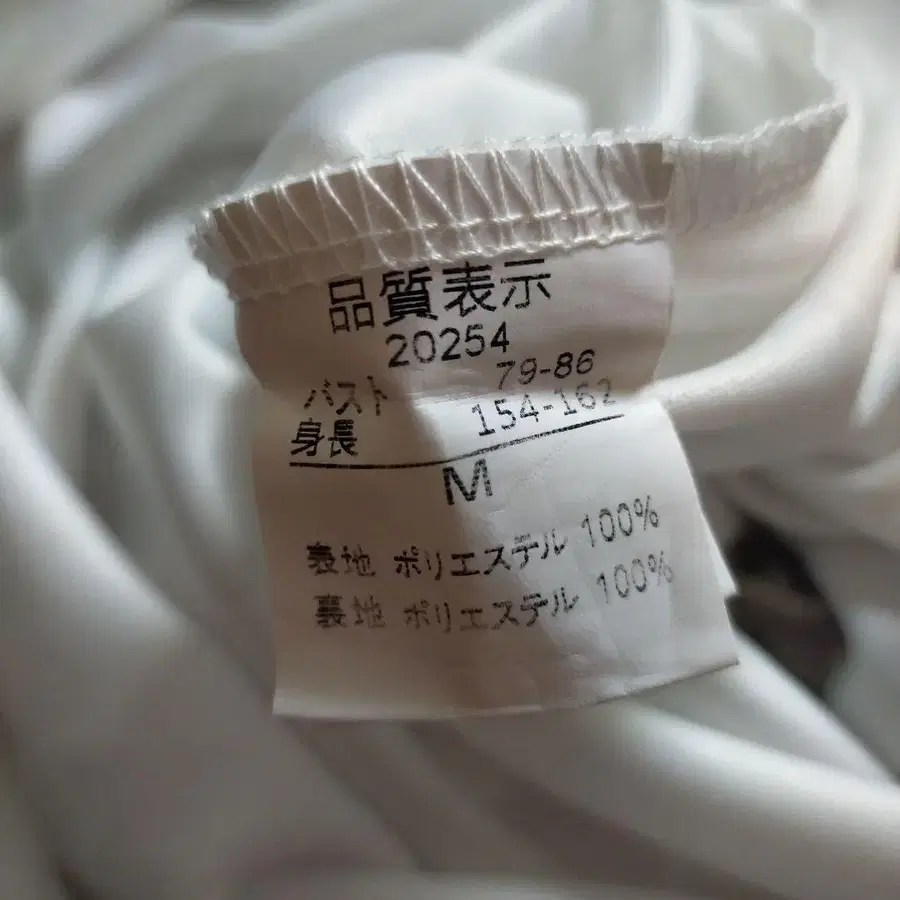 品質表示
20254
バスト 79-86
身長 154-162
M
表地 ポリエステル 100%
裏地 ポリエステル 100%